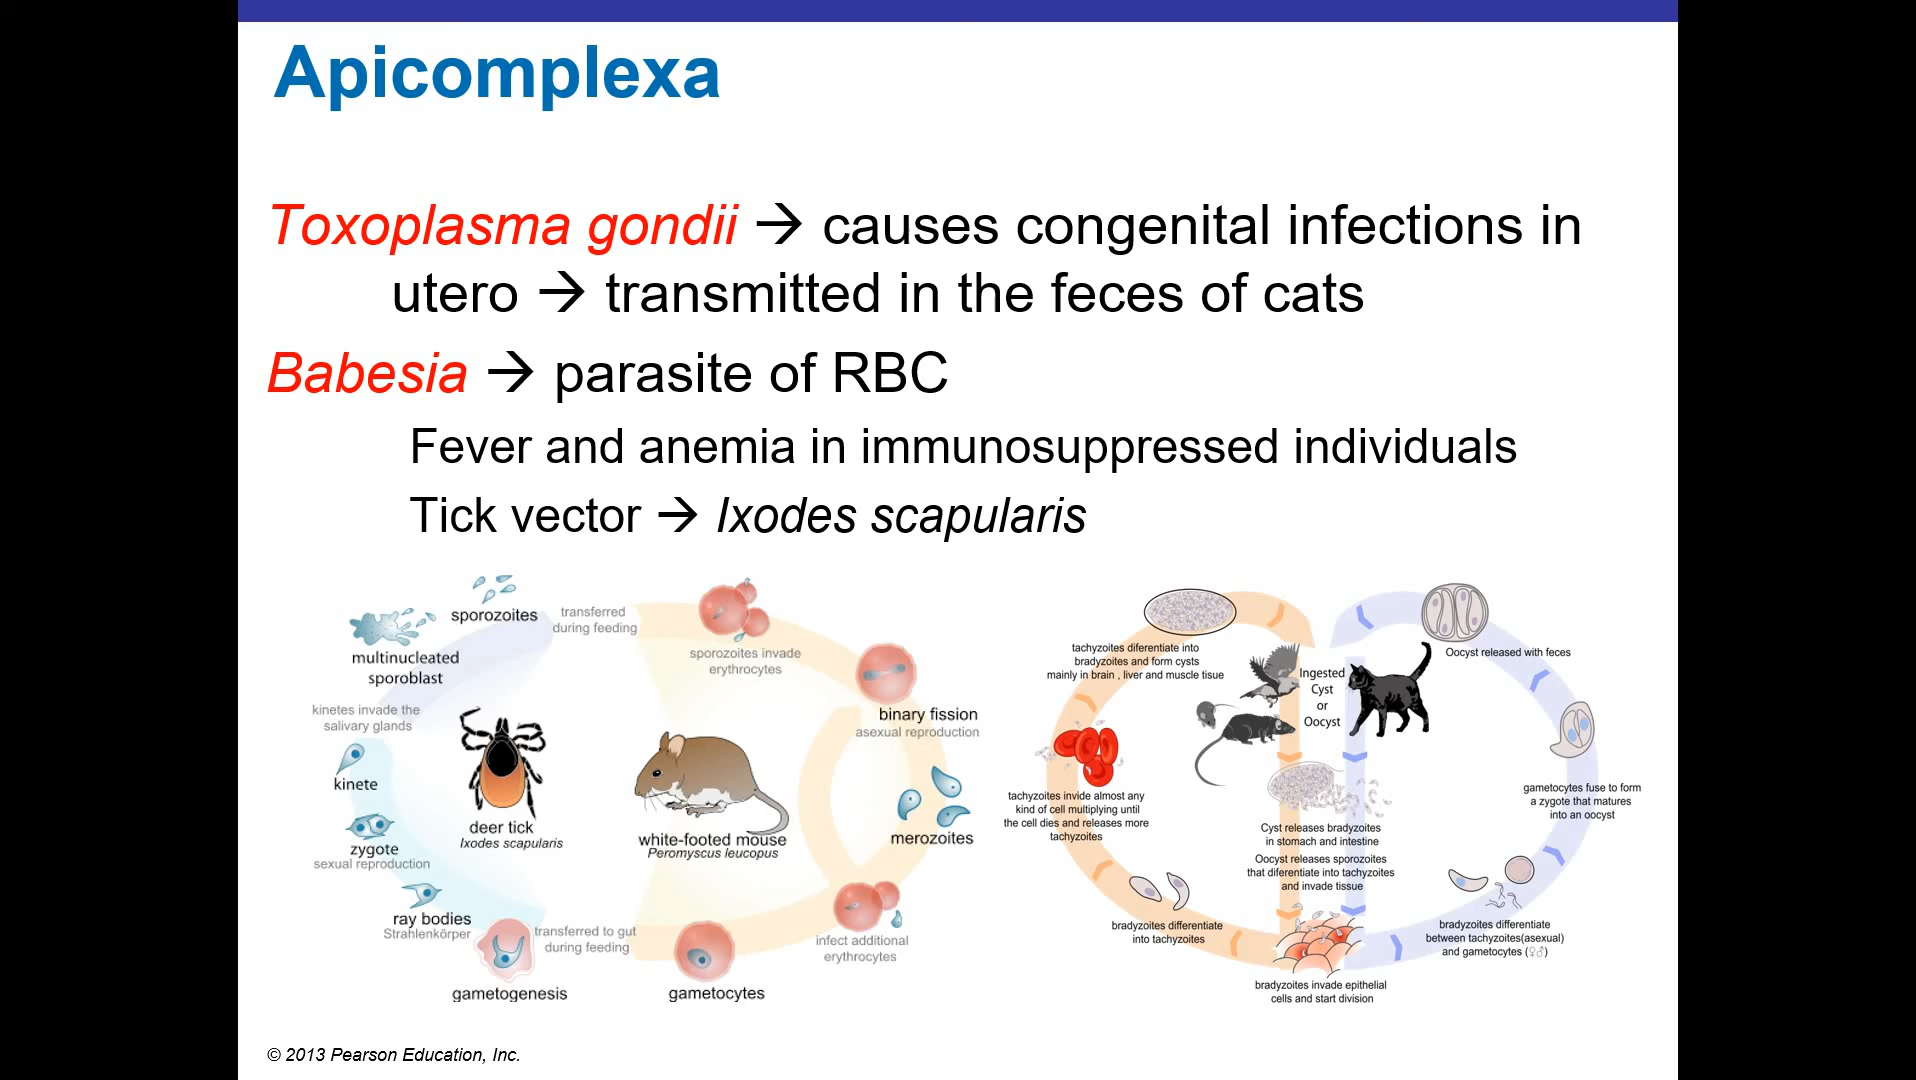 Apicomplexa
Toxoplasma gondii → causes congenital infections in
utero → transmitted in the feces of cats
Babesia → parasite of RBC
Fever and anemia in immunosuppressed individuals
Tick vector → Ixodes scapularis
sporozoites
transferred
during feeding
sporozoites invade
erythrocytes
multinucleated
sporoblast
binary fission
asexual reproduction
kinetes invade the
salivary glands
kinete
deer tick
Ixodes scapularis
white-footed mouse
Peromyscus leucopus
merozoites
zygote
sexual reproduction
ray bodies
Strahlenkörper
transferred to gut
during feeding
infect additional
erythrocytes
gametogenesis
gametocytes
tachyzoites diferentiate into
bradyzoites and form cysts
mainly in brain , liver and muscle tisue
Ingested
Cyst
or
Oocyst
Oocyst released with feces
tachyzoites invide almost any
kind of cell multiplying until
the cell dies and releases more
tachyzoites
gametocytes fuse to form
a zygote that matures
into an oocyst
Cyst releases bradyzoites
in stomach and intestine
Oocyst releases sporozoites
that diferentiate into tachyzoites
and invade tissue
bradyzoites differentiate
into tachyzoites
bradyzoites differentiate
between tachyzoites(asexual)
and gametocytes (♀♂)
bradyzoites invade epithelial
cells and start division
© 2013 Pearson Education, Inc.